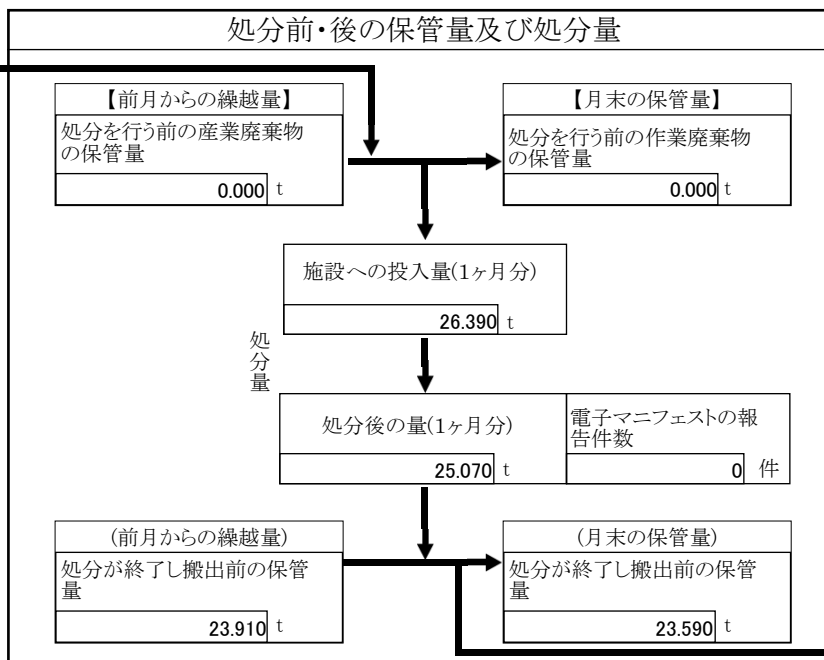 処分前・後の保管量及び処分量
【前月からの繰越量】
処分を行う前の産業廃棄物
の保管量
0.000 t
【月末の保管量】
処分を行う前の作業廃棄物
の保管量
0.000 t
施設への投入量(1ヶ月分)
26.390 t
処分量
処分後の量(1ヶ月分)
25.070 t
電子マニフェストの報
告件数
0 件
(前月からの繰越量)
処分が終了し搬出前の保管
量
23.910 t
(月末の保管量)
処分が終了し搬出前の保管
量
23.590 t